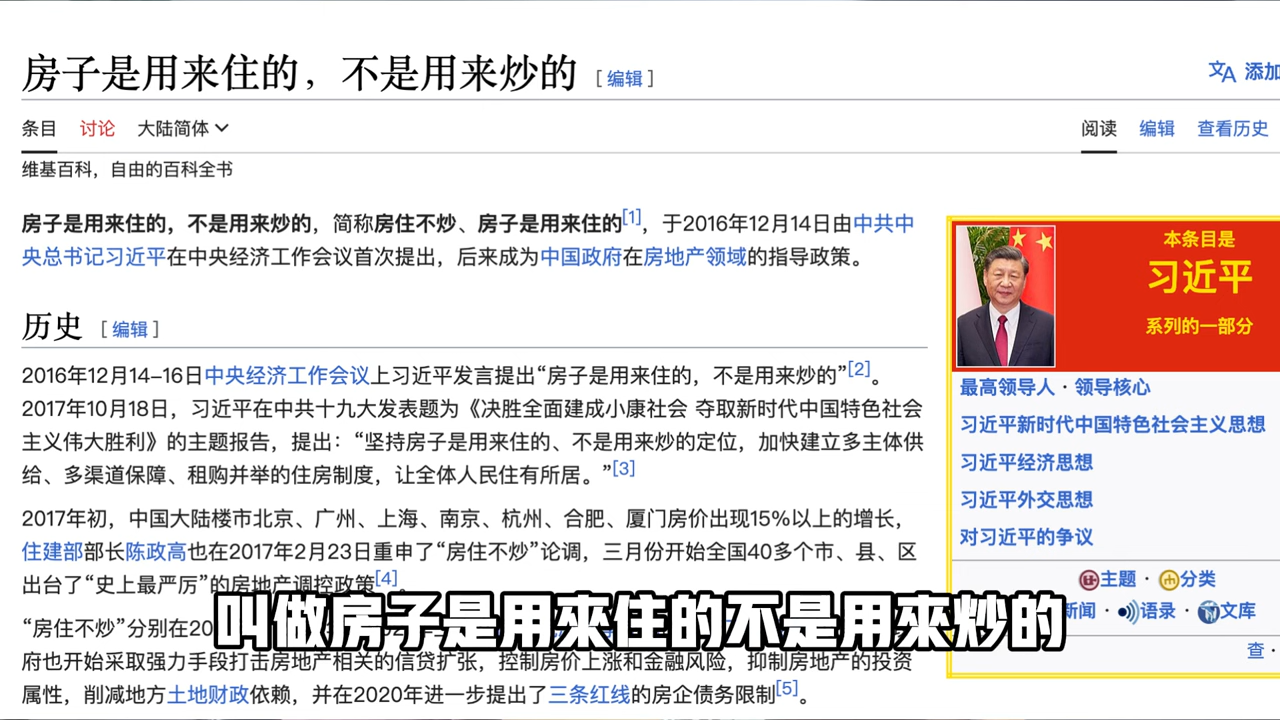 房子是用来住的，不是用来炒的 [编辑]
添加
条目 讨论 大陆简体
阅读 编辑 查看历史
维基百科，自由的百科全书
房子是用来住的，不是用来炒的，简称房住不炒、房子是用来住的[1]，于2016年12月14日由中共中
央总书记习近平在中央经济工作会议首次提出，后来成为中国政府在房地产领域的指导政策。
历史 [编辑]
2016年12月14–16日中央经济工作会议上习近平发言提出“房子是用来住的，不是用来炒的”[2]。
2017年10月18日，习近平在中共十九大发表题为《决胜全面建成小康社会 夺取新时代中国特色社会
主义伟大胜利》的主题报告，提出：“坚持房子是用来住的、不是用来炒的定位，加快建立多主体供
给、多渠道保障、租购并举的住房制度，让全体人民住有所居。”[3]
2017年初，中国大陆楼市北京、广州、上海、南京、杭州、合肥、厦门房价出现15%以上的增长，
住建部部长陈政高也在2017年2月23日重申了“房住不炒”论调，三月份开始全国40多个市、县、区
出台了“史上最严厉”的房地产调控政策[4]。
“房住不炒”分别在20
府也开始采取强力手段打击房地产相关的信贷扩张，控制房价上涨和金融风险，抑制房地产的投资
属性，削减地方土地财政依赖，并在2020年进一步提出了三条红线的房企债务限制[5]。
本条目是
习近平
系列的一部分
最高领导人 · 领导核心
习近平新时代中国特色社会主义思想
习近平经济思想
习近平外交思想
对习近平的争议
主题 · 分类
新闻 · 语录 · 文库
查 ·
叫做房子是用來住的不是用來炒的